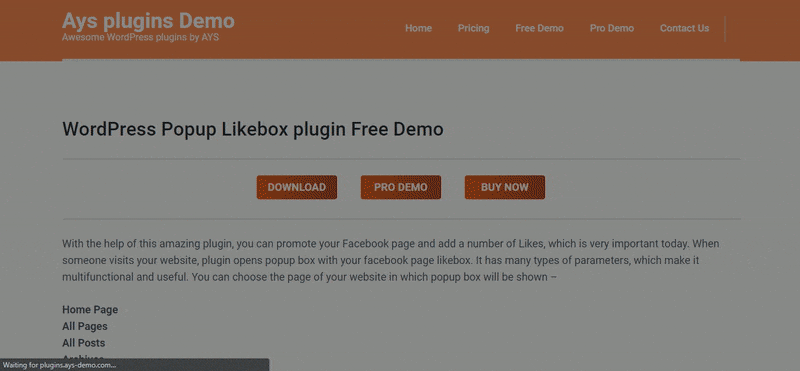 Ays plugins Demo
Awesome WordPress plugins by AYS
Home Pricing Free Demo Pro Demo Contact Us
WordPress Popup Likebox plugin Free Demo
DOWNLOAD PRO DEMO BUY NOW
With the help of this amazing plugin, you can promote your Facebook page and add a number of Likes, which is very important today. When
someone visits your website, plugin opens popup box with your facebook page likebox. It has many types of parameters, which make it
multifunctional and useful. You can choose the page of your website in which popup box will be shown –
Home Page
All Pages
All Posts
Archives
Waiting for plugins.ays-demo.com...